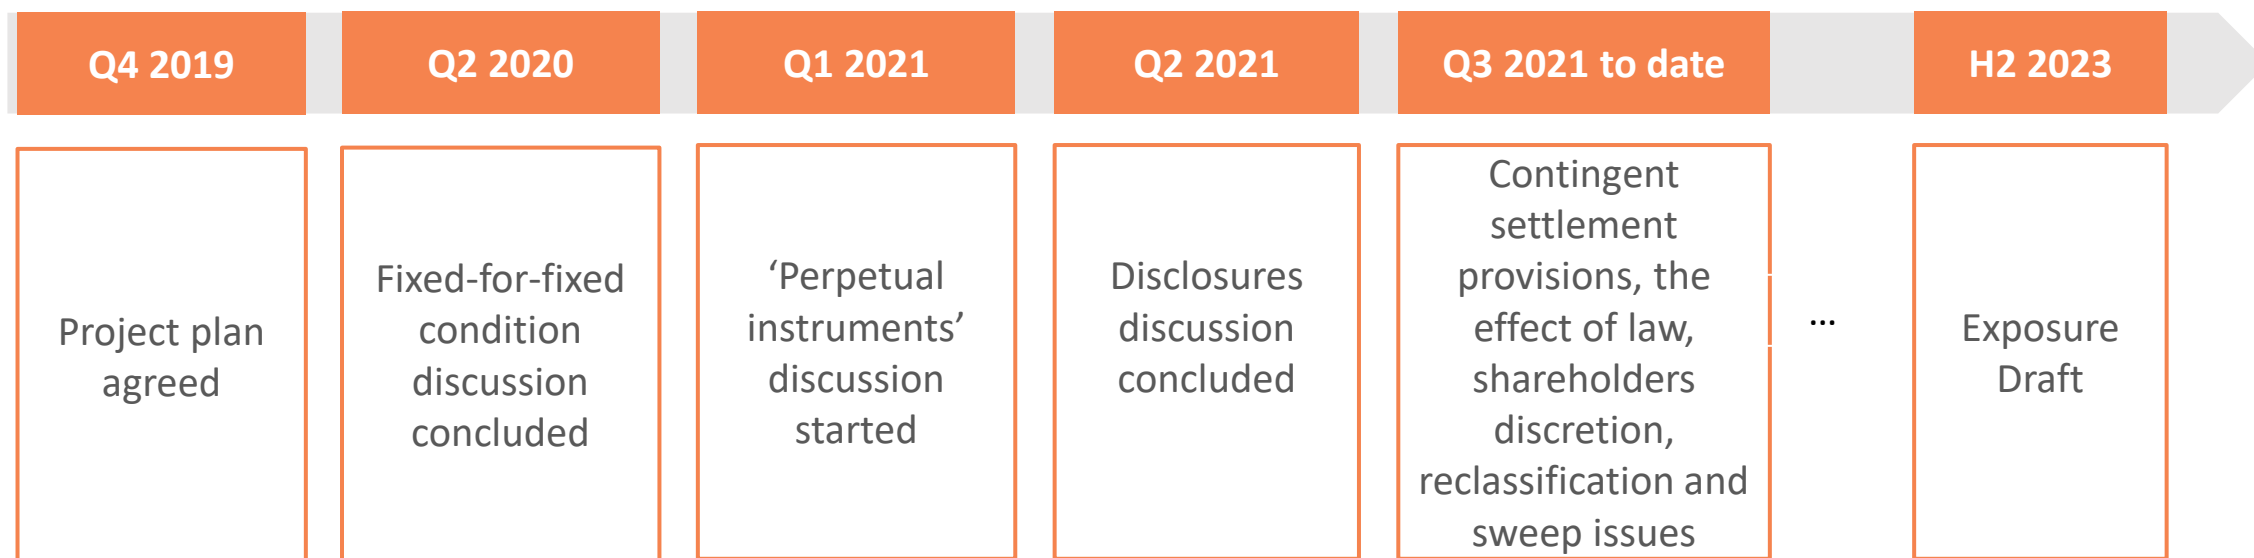 Q4 2019
Q2 2020
Q1 2021
Q2 2021
Q3 2021 to date
H2 2023
Project plan
agreed
Fixed-for-fixed
condition
discussion
concluded
‘Perpetual
instruments’
discussion
started
Disclosures
discussion
concluded
Contingent
settlement
provisions, the
effect of law,
shareholders
discretion,
reclassification and
sweep issues
...
Exposure
Draft